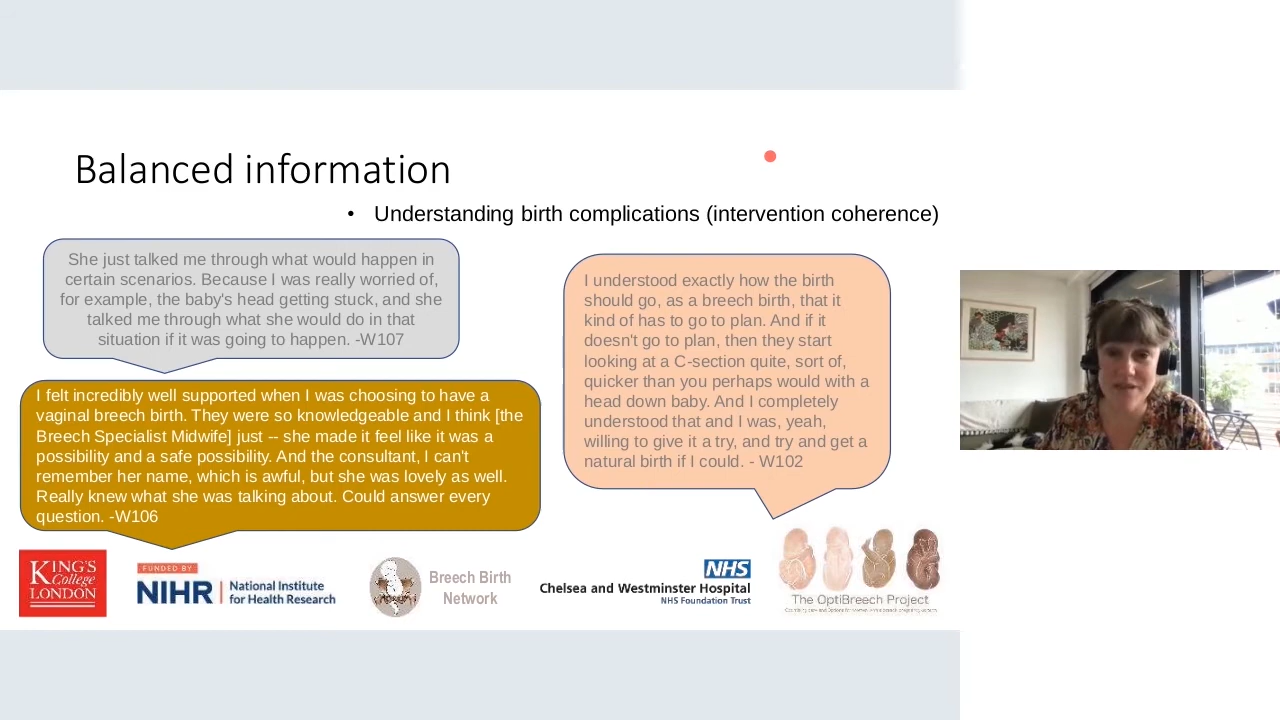 Balanced information
• Understanding birth complications (intervention coherence)
She just talked me through what would happen in
certain scenarios. Because I was really worried of,
for example, the baby's head getting stuck, and she
talked me through what she would do in that
situation if it was going to happen. -W107
I felt incredibly well supported when I was choosing to have a
vaginal breech birth. They were so knowledgeable and I think [the
Breech Specialist Midwife] just -- she made it feel like it was a
possibility and a safe possibility. And the consultant, I can't
remember her name, which is awful, but she was lovely as well.
Really knew what she was talking about. Could answer every
question. -W106
I understood exactly how the birth
should go, as a breech birth, that it
kind of has to go to plan. And if it
doesn't go to plan, then they start
looking at a C-section quite, sort of,
quicker than you perhaps would with a
head down baby. And I completely
understood that and I was, yeah,
willing to give it a try, and try and get a
natural birth if I could. - W102
KING'S
College
LONDON
FUNDED BY
NIHR | National Institute
for Health Research
Breech Birth
Network
NHS
Chelsea and Westminster Hospital
NHS Foundation Trust
The OptiBreech Project